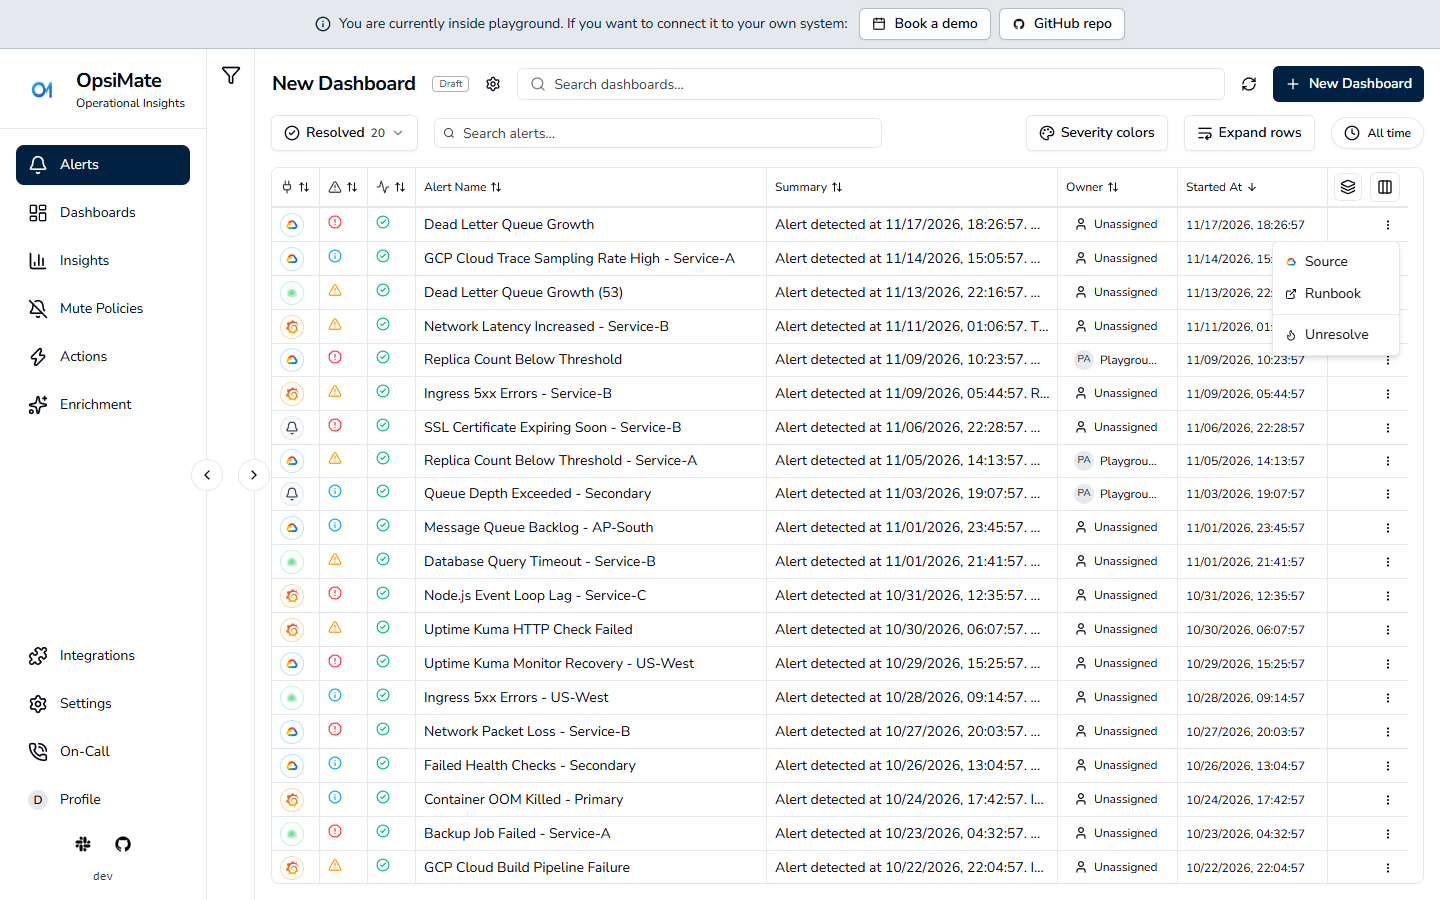 You are currently inside playground. If you want to connect it to your own system:
Book a demo
GitHub repo
OpsiMate
Operational Insights
Alerts
Dashboards
Insights
Mute Policies
Actions
Enrichment
Integrations
Settings
On-Call
D Profile
dev
New Dashboard
Draft
Search dashboards...
New Dashboard
Resolved 20
Search alerts...
Severity colors
Expand rows
All time
Alert Name Summary Owner Started At
Dead Letter Queue Growth Alert detected at 11/17/2026, 18:26:57. ... Unassigned 11/17/2026, 18:26:57
GCP Cloud Trace Sampling Rate High - Service-A Alert detected at 11/14/2026, 15:05:57. ... Unassigned 11/14/2026, 15:
Dead Letter Queue Growth (53) Alert detected at 11/13/2026, 22:16:57. ... Unassigned 11/13/2026, 22:
Network Latency Increased - Service-B Alert detected at 11/11/2026, 01:06:57. T... Unassigned 11/11/2026, 01:
Replica Count Below Threshold Alert detected at 11/09/2026, 10:23:57. ... PA Playgrou... 11/09/2026, 10:23:57
Ingress 5xx Errors - Service-B Alert detected at 11/09/2026, 05:44:57. R... Unassigned 11/09/2026, 05:44:57
SSL Certificate Expiring Soon - Service-B Alert detected at 11/06/2026, 22:28:57. ... Unassigned 11/06/2026, 22:28:57
Replica Count Below Threshold - Service-A Alert detected at 11/05/2026, 14:13:57. ... PA Playgrou... 11/05/2026, 14:13:57
Queue Depth Exceeded - Secondary Alert detected at 11/03/2026, 19:07:57. ... PA Playgrou... 11/03/2026, 19:07:57
Message Queue Backlog - AP-South Alert detected at 11/01/2026, 23:45:57. ... Unassigned 11/01/2026, 23:45:57
Database Query Timeout - Service-B Alert detected at 11/01/2026, 21:41:57. ... Unassigned 11/01/2026, 21:41:57
Node.js Event Loop Lag - Service-C Alert detected at 10/31/2026, 12:35:57. ... Unassigned 10/31/2026, 12:35:57
Uptime Kuma HTTP Check Failed Alert detected at 10/30/2026, 06:07:57. ... Unassigned 10/30/2026, 06:07:57
Uptime Kuma Monitor Recovery - US-West Alert detected at 10/29/2026, 15:25:57. ... Unassigned 10/29/2026, 15:25:57
Ingress 5xx Errors - US-West Alert detected at 10/28/2026, 09:14:57. ... Unassigned 10/28/2026, 09:14:57
Network Packet Loss - Service-B Alert detected at 10/27/2026, 20:03:57. ... Unassigned 10/27/2026, 20:03:57
Failed Health Checks - Secondary Alert detected at 10/26/2026, 13:04:57. ... Unassigned 10/26/2026, 13:04:57
Container OOM Killed - Primary Alert detected at 10/24/2026, 17:42:57. I... Unassigned 10/24/2026, 17:42:57
Backup Job Failed - Service-A Alert detected at 10/23/2026, 04:32:57. ... Unassigned 10/23/2026, 04:32:57
GCP Cloud Build Pipeline Failure Alert detected at 10/22/2026, 22:04:57. I... Unassigned 10/22/2026, 22:04:57
Source
Runbook
Unresolve